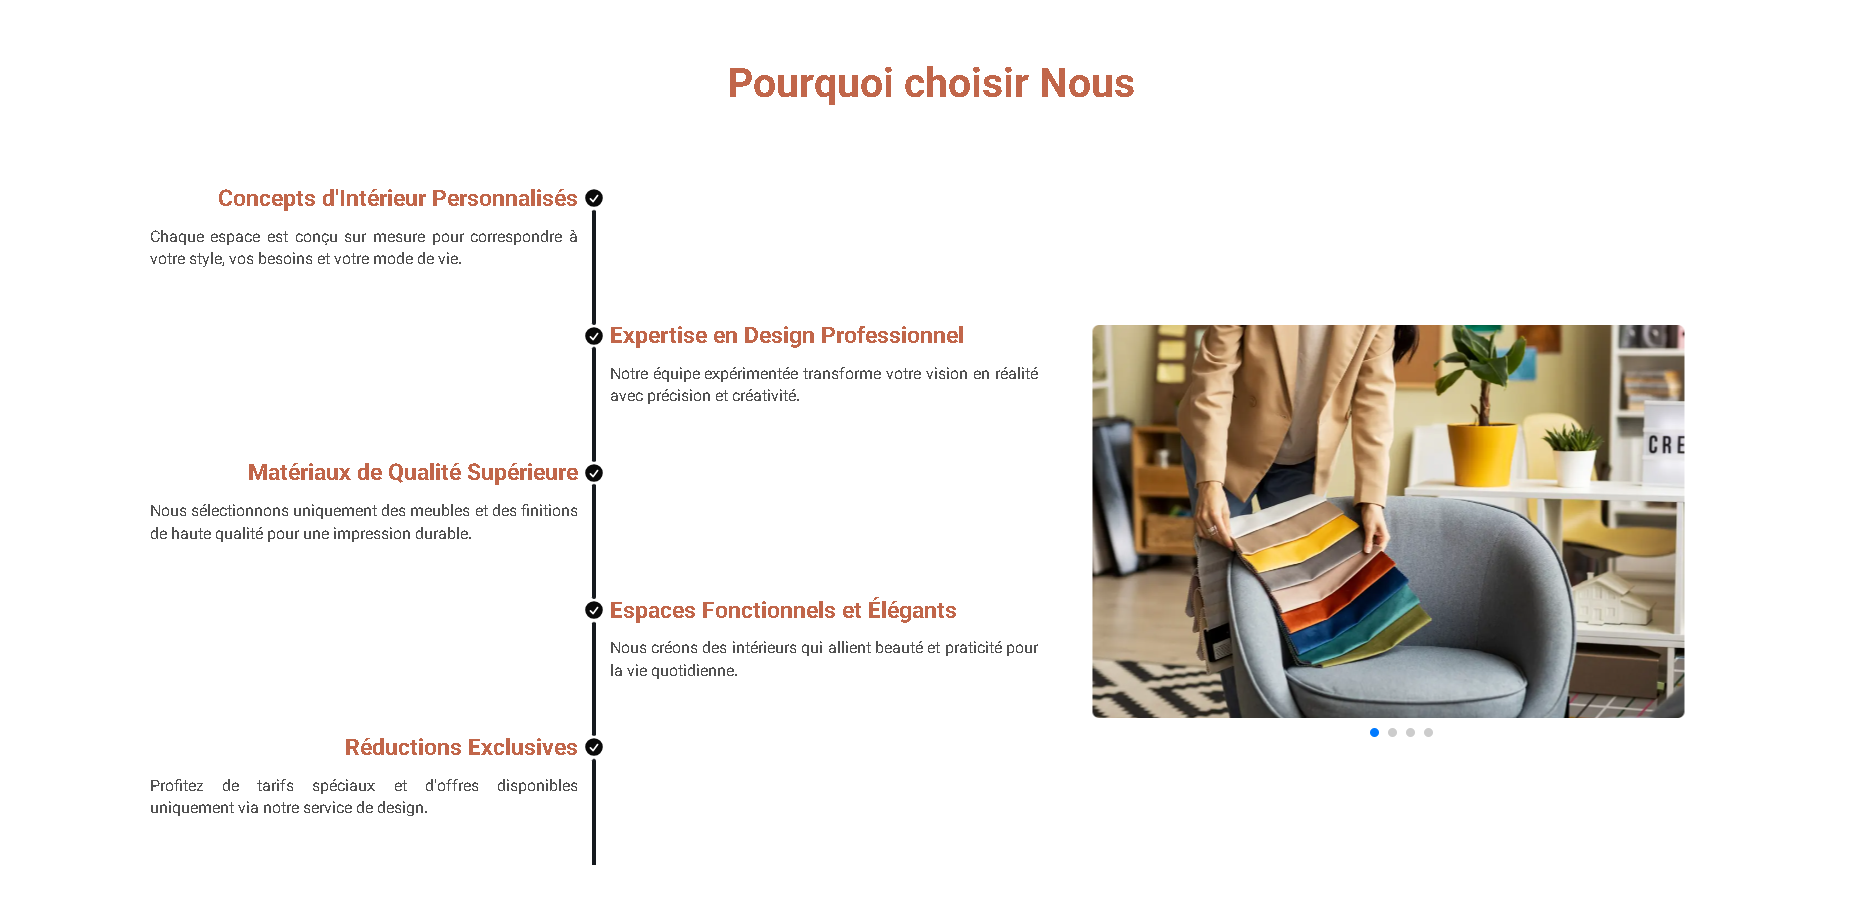 Pourquoi choisir Nous
Concepts d'Intérieur Personnalisés
Chaque espace est conçu sur mesure pour correspondre à
votre style, vos besoins et votre mode de vie.
Expertise en Design Professionnel
Notre équipe expérimentée transforme votre vision en réalité
avec précision et créativité.
Matériaux de Qualité Supérieure
Nous sélectionnons uniquement des meubles et des finitions
de haute qualité pour une impression durable.
Espaces Fonctionnels et Élégants
Nous créons des intérieurs qui allient beauté et praticité pour
la vie quotidienne.
Réductions Exclusives
Profitez de tarifs spéciaux et d'offres disponibles
uniquement via notre service de design.
CRE